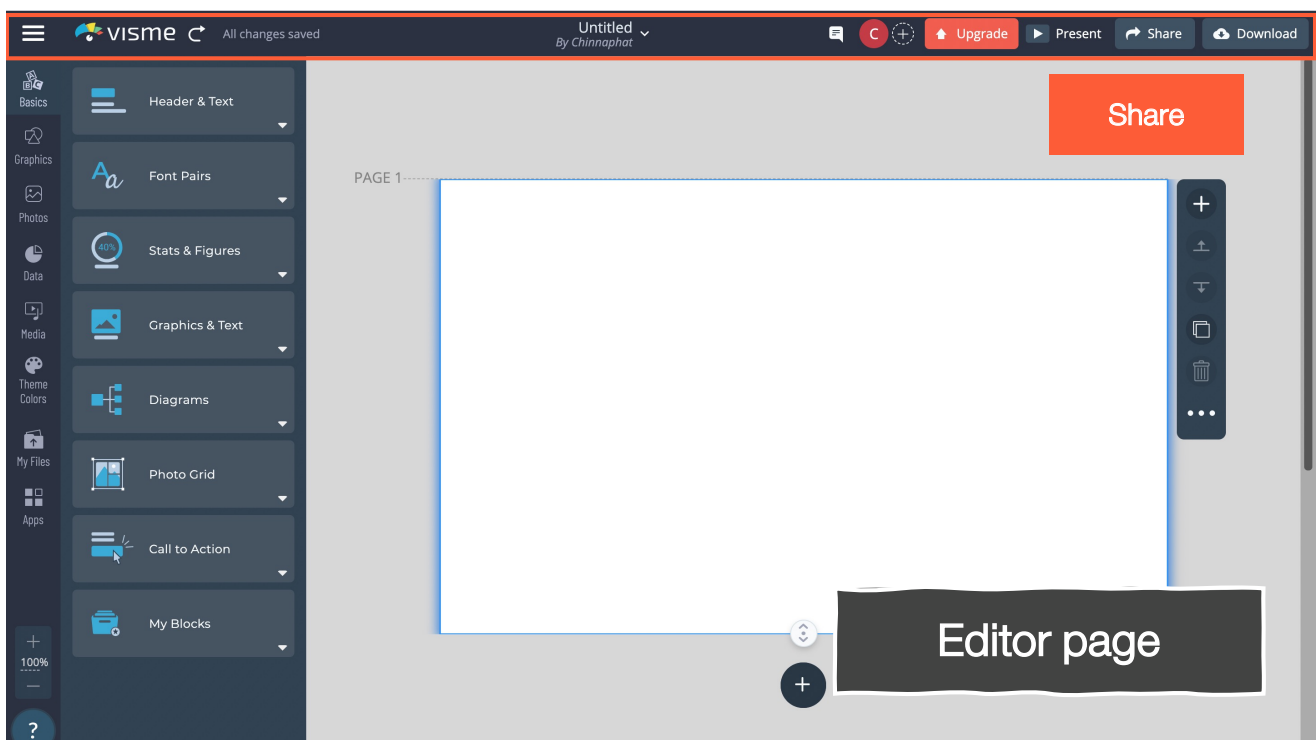 visme
All changes saved
Untitled
By Chinnaphat
C
Upgrade
Present
Share
Download
Basics
Graphics
Photos
Data
Media
Theme
Colors
My Files
Apps
+
100%
—
?
Header & Text
Font Pairs
40%
Stats & Figures
Graphics & Text
Diagrams
Photo Grid
Call to Action
My Blocks
Share
PAGE 1
Editor page